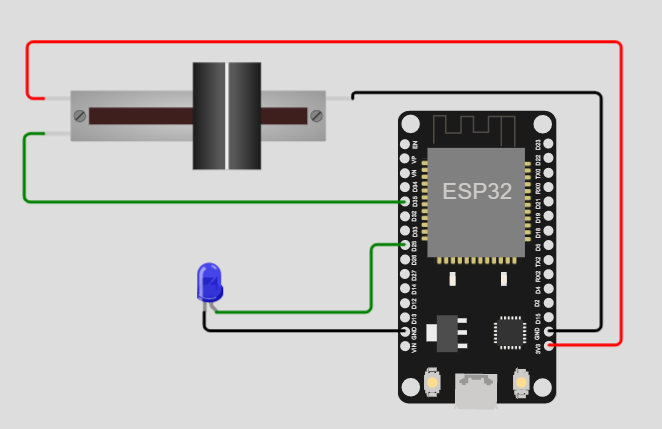 ESP32
EN
VP
VN
D34
D35
D32
D33
D25
D26
D27
D14
D12
D13
GND
VIN
D23
D22
TX0
RX0
D21
D19
D18
D5
TX2
RX2
D4
D2
D15
GND
3V3